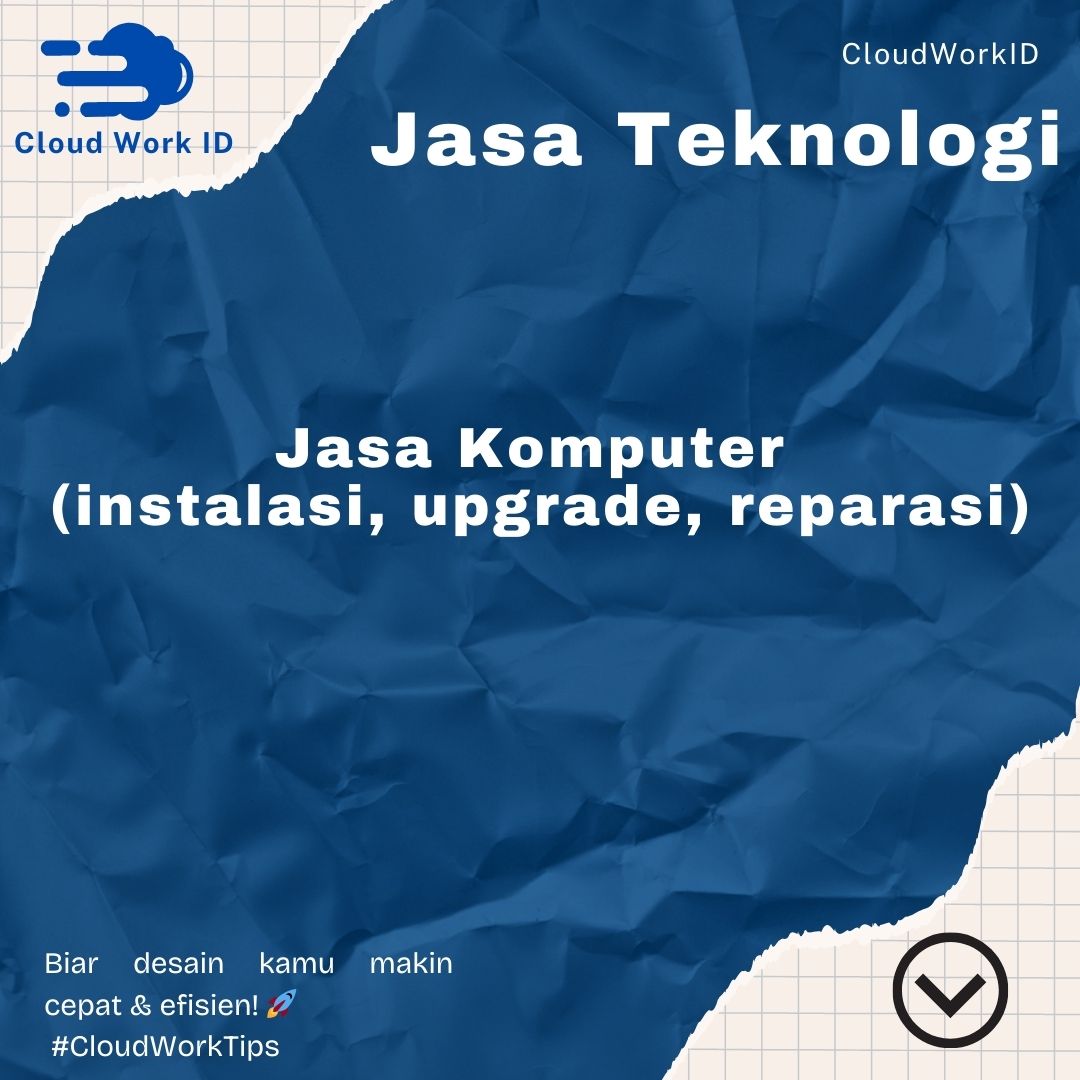 Cloud Work ID
CloudWorkID
Jasa Teknologi
Jasa Komputer
(instalasi, upgrade, reparasi)
Biar desain kamu makin
cepat & efisien! 🚀
#CloudWorkTips